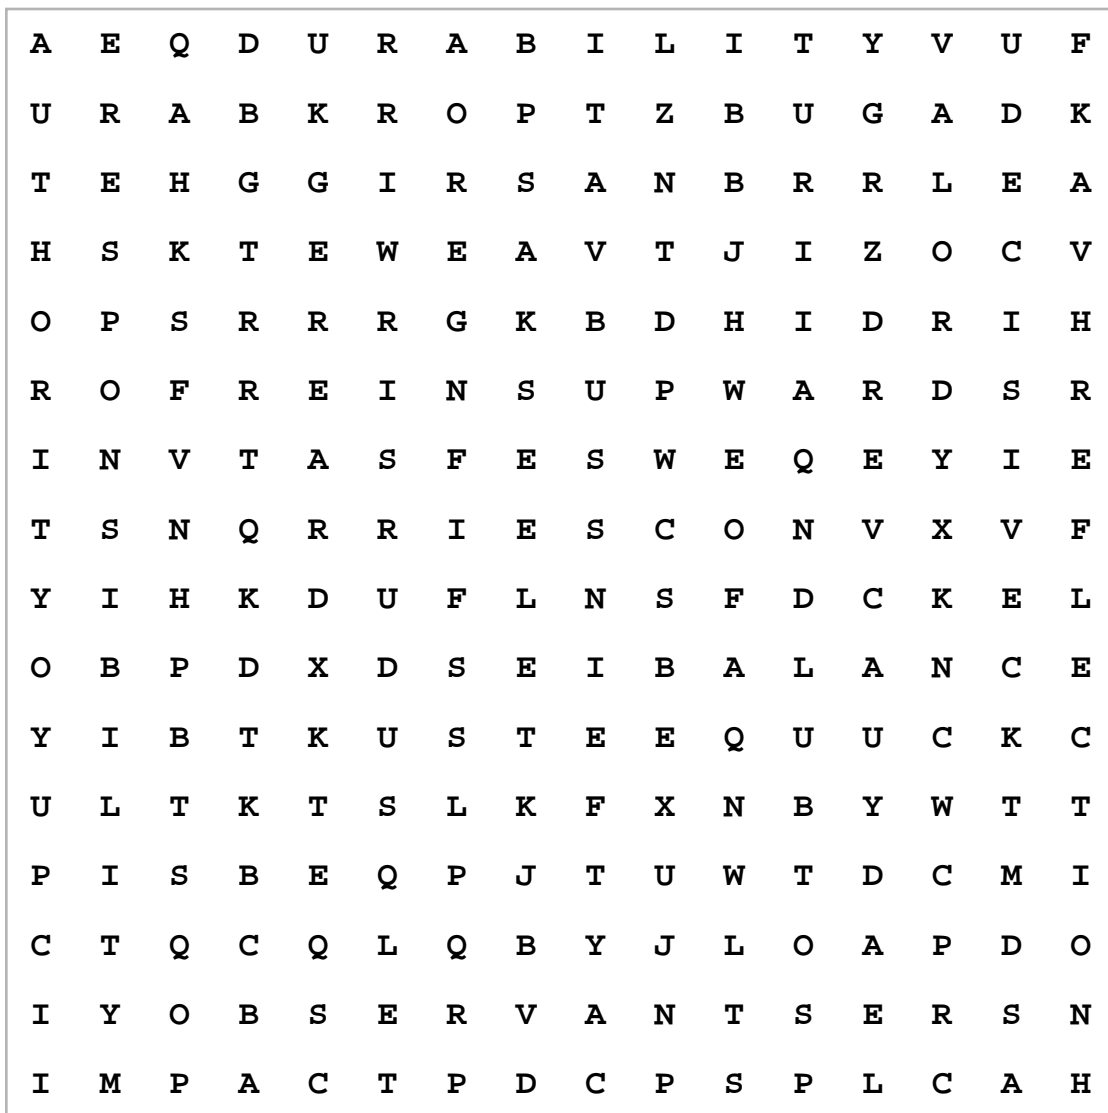 A E Q D U R A B I L I T Y V U F
U R A B K R O P T Z B U G A D K
T E H G G I R S A N B R R L E A
H S K T E W E A V T J I Z O C V
O P S R R R G K B D H I D R I H
R O F R E I N S U P W A R D S R
I N V T A S F E S W E Q E Y I E
T S N Q R R I E S C O N V X V F
Y I H K D U F L N S F D C K E L
O B P D X D S E I B A L A N C E
Y I B T K U S T E E Q U U C K C
U L T K T S L K F X N B Y W T T
P I S B E Q P J T U W T D C M I
C T Q C Q L Q B Y J L O A P D O
I Y O B S E R V A N T S E R S N
I M P A C T P D C P S P L C A H